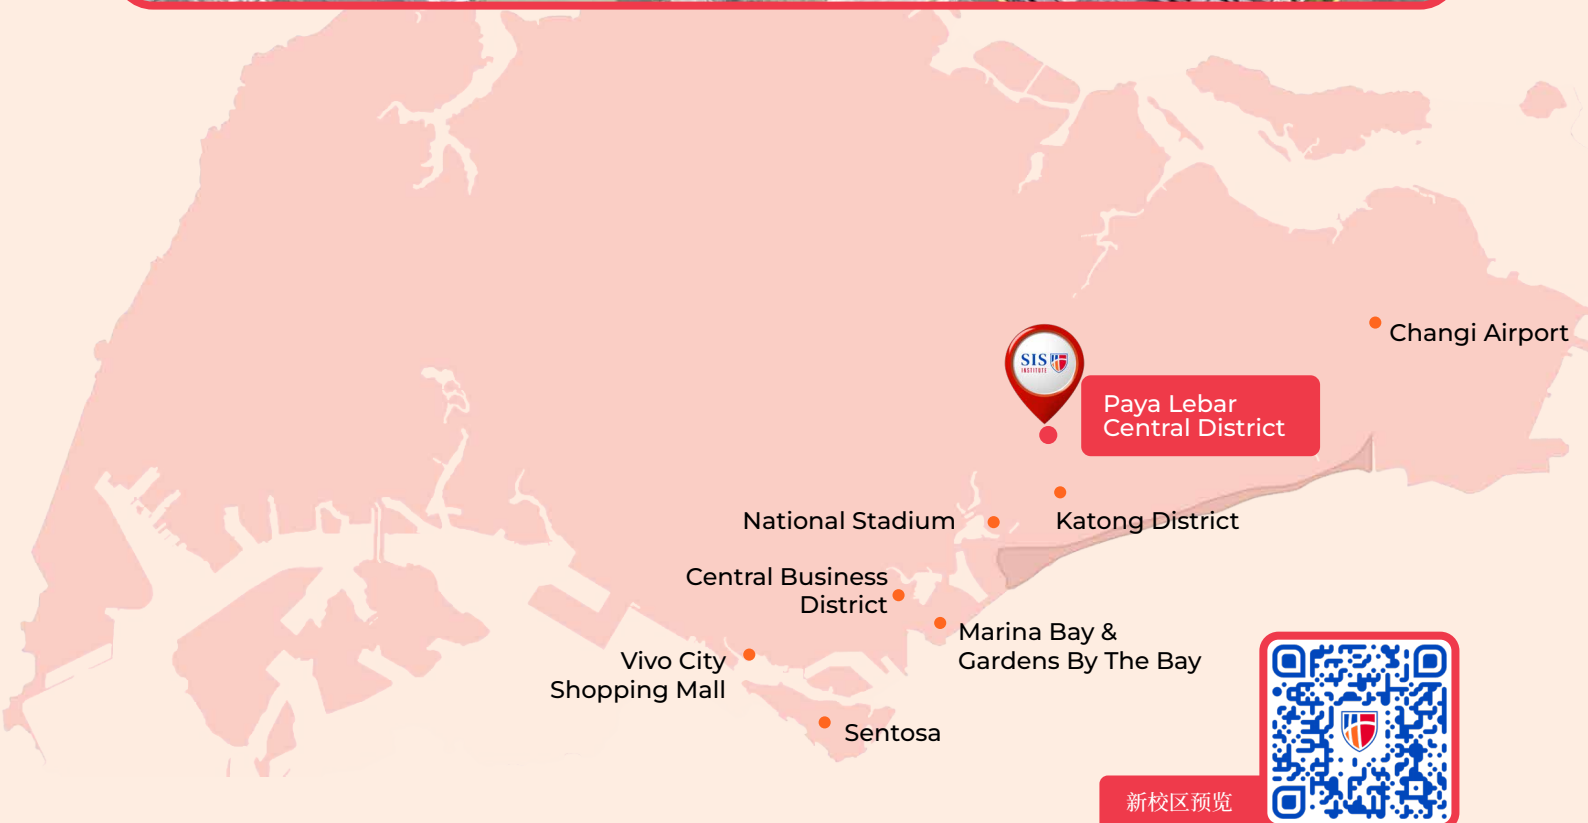 Changi Airport
SIS
INSTITUTE
Paya Lebar
Central District
National Stadium
Katong District
Central Business
District
Marina Bay &
Gardens By The Bay
Vivo City
Shopping Mall
Sentosa
新校区预览